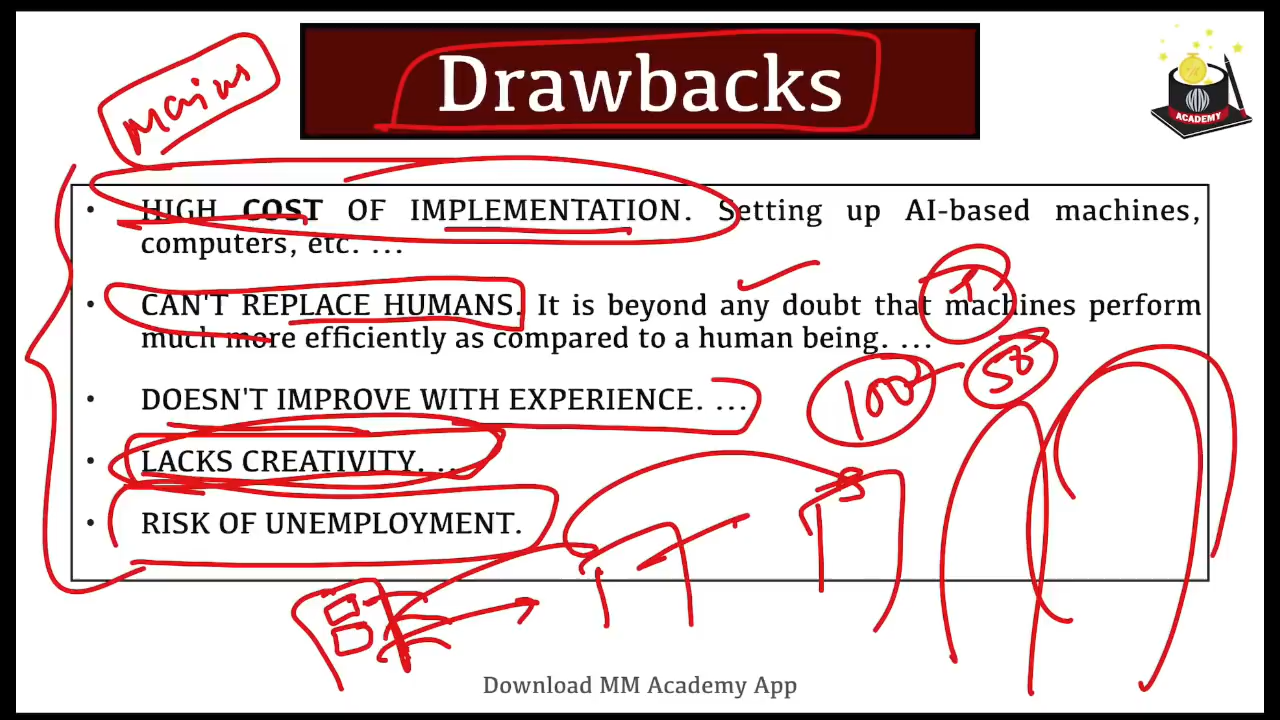 Drawbacks
ACADEMY
Mains
• HIGH COST OF IMPLEMENTATION. Setting up AI-based machines,
computers, etc. ...
• CAN'T REPLACE HUMANS. It is beyond any doubt that machines perform
much more efficiently as compared to a human being. ...
• DOESN'T IMPROVE WITH EXPERIENCE. ...
100
50
• LACKS CREATIVITY. ...
• RISK OF UNEMPLOYMENT.
Download MM Academy App